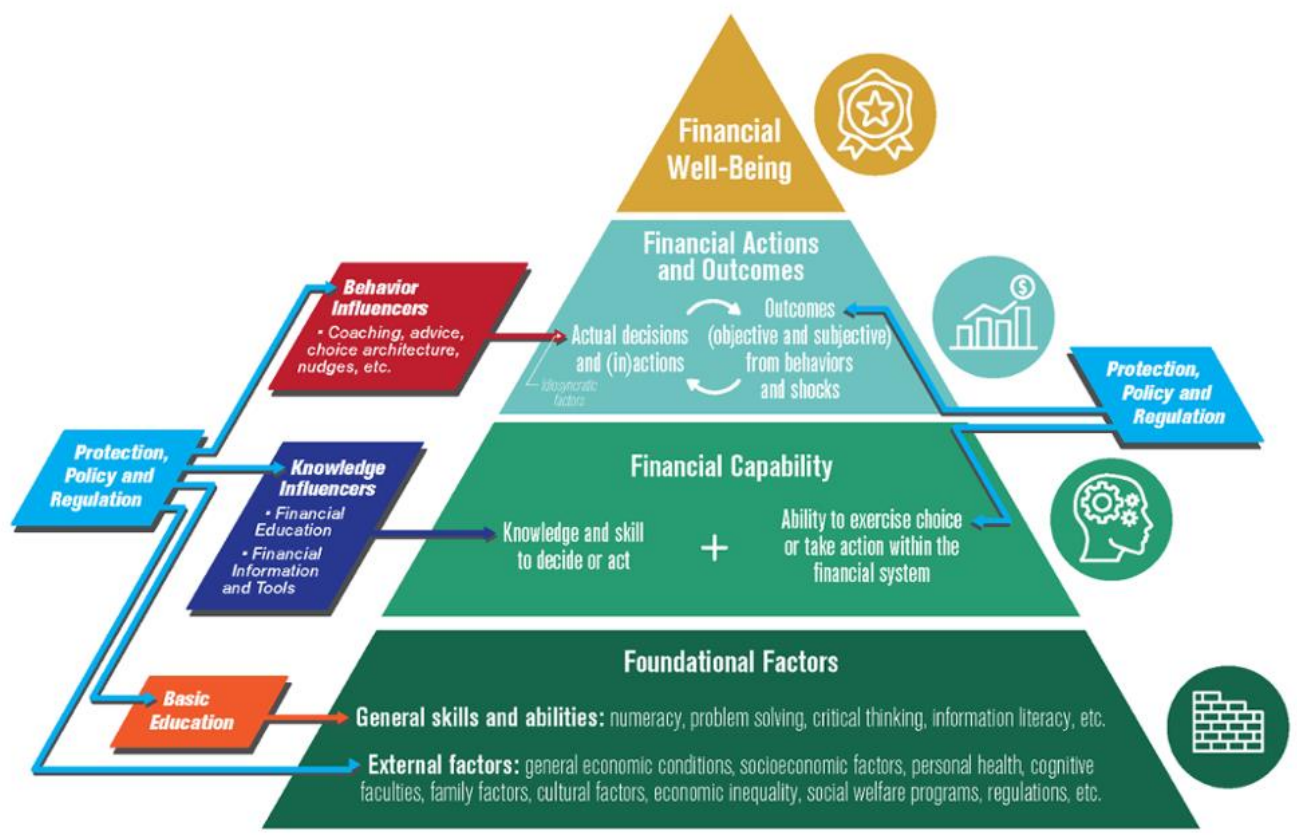 Financial
Well-Being
Financial Actions
and Outcomes
Actual decisions
and (in)actions
Idiosyncratic
factors
Outcomes
(objective and subjective)
from behaviors
and shocks
Behavior
Influencers
• Coaching, advice,
choice architecture,
nudges, etc.
Protection,
Policy and
Regulation
$
Protection,
Policy and
Regulation
Knowledge
Influencers
• Financial
Education
• Financial
Information
and Tools
Financial Capability
Knowledge and skill
to decide or act
+
Ability to exercise choice
or take action within the
financial system
Basic
Education
Foundational Factors
General skills and abilities: numeracy, problem solving, critical thinking, information literacy, etc.
External factors: general economic conditions, socioeconomic factors, personal health, cognitive
faculties, family factors, cultural factors, economic inequality, social welfare programs, regulations, etc.